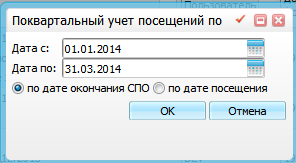 Поквартальный учет посещений по
Дата с: 01.01.2014
Дата по: 31.03.2014
по дате окончания СПО по дате посещения
OK Отмена